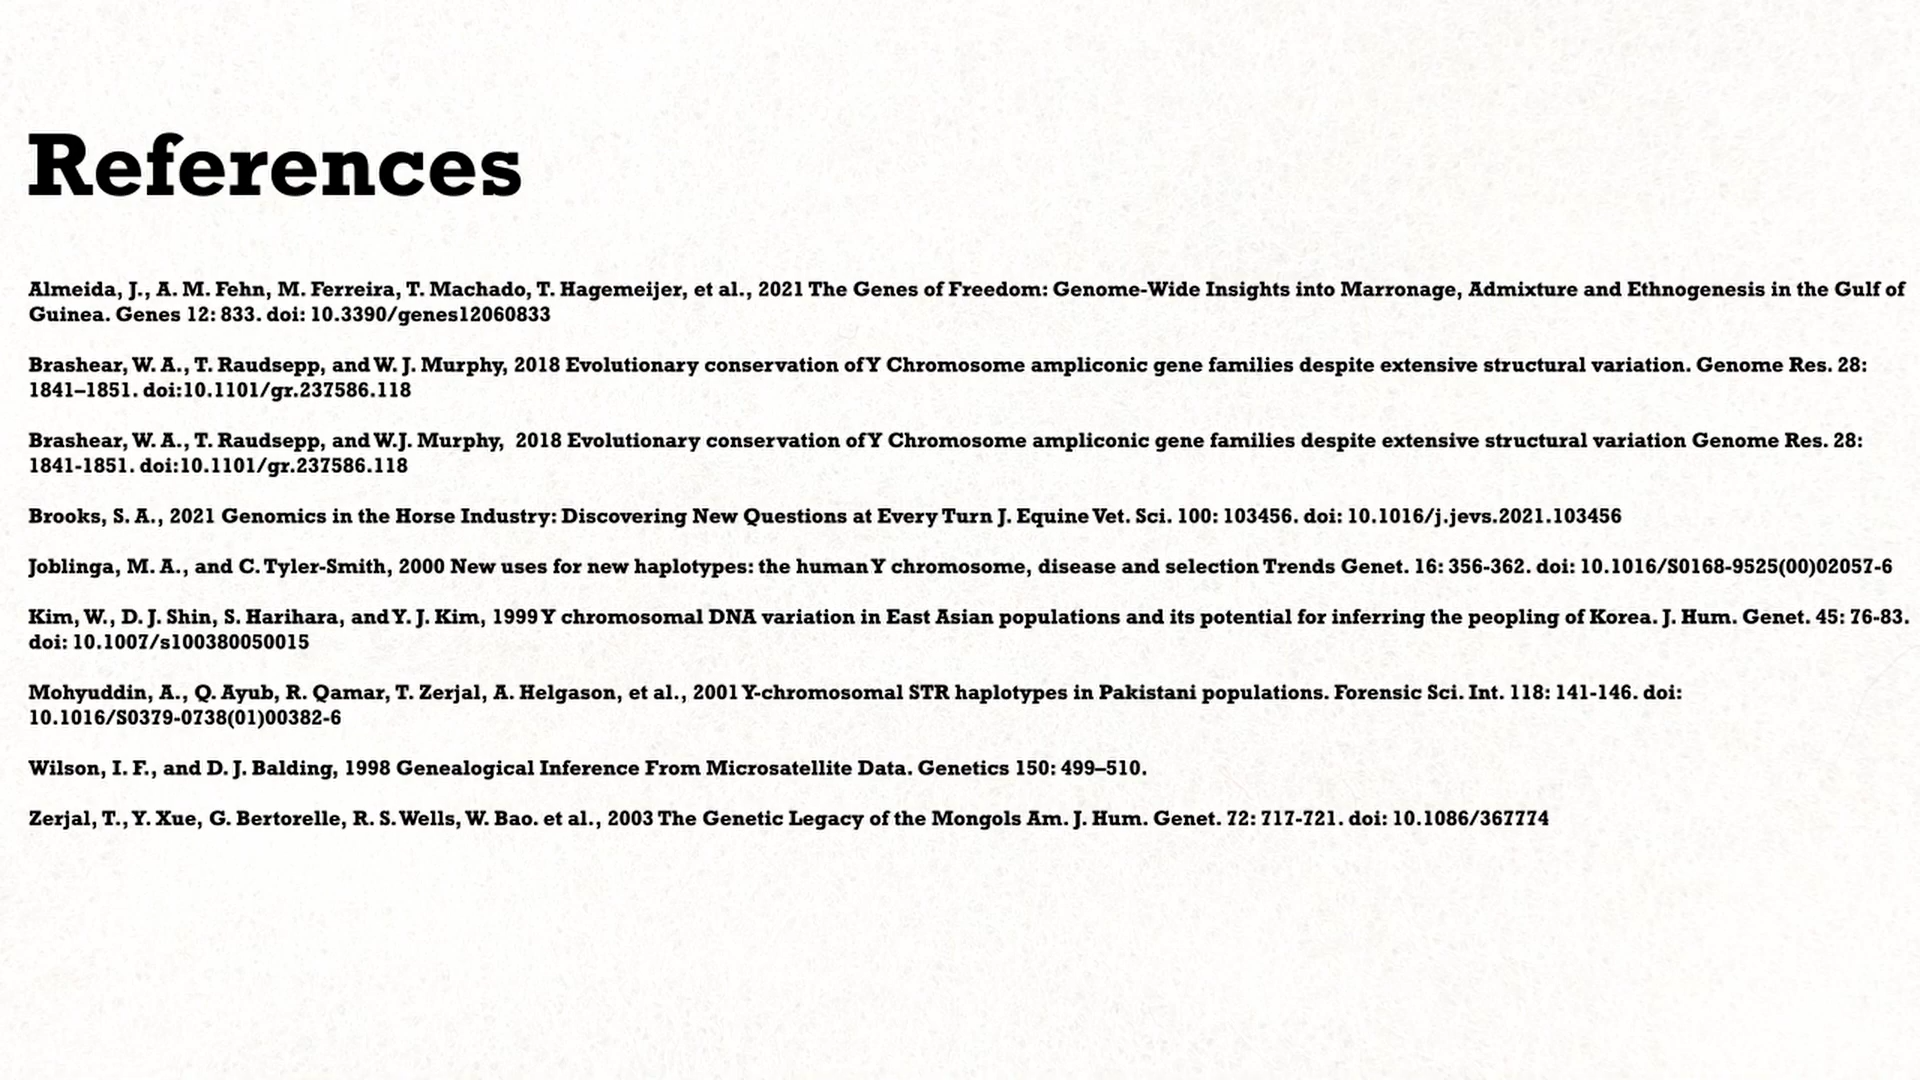 References
Almeida, J., A. M. Fehn, M. Ferreira, T. Machado, T. Hagemeijer, et al., 2021 The Genes of Freedom: Genome-Wide Insights into Marronage, Admixture and Ethnogenesis in the Gulf of
Guinea. Genes 12: 833. doi: 10.3390/genes12060833
Brashear, W. A., T. Raudsepp, and W. J. Murphy, 2018 Evolutionary conservation of Y Chromosome ampliconic gene families despite extensive structural variation. Genome Res. 28:
1841–1851. doi:10.1101/gr.237586.118
Brashear, W. A., T. Raudsepp, and W.J. Murphy, 2018 Evolutionary conservation of Y Chromosome ampliconic gene families despite extensive structural variation Genome Res. 28:
1841-1851. doi:10.1101/gr.237586.118
Brooks, S. A., 2021 Genomics in the Horse Industry: Discovering New Questions at Every Turn J. Equine Vet. Sci. 100: 103456. doi: 10.1016/j.jevs.2021.103456
Joblinga, M. A., and C. Tyler-Smith, 2000 New uses for new haplotypes: the human Y chromosome, disease and selection Trends Genet. 16: 356-362. doi: 10.1016/S0168-9525(00)02057-6
Kim, W., D. J. Shin, S. Harihara, and Y. J. Kim, 1999 Y chromosomal DNA variation in East Asian populations and its potential for inferring the peopling of Korea. J. Hum. Genet. 45: 76-83.
doi: 10.1007/s100380050015
Mohyuddin, A., Q. Ayub, R. Qamar, T. Zerjal, A. Helgason, et al., 2001 Y-chromosomal STR haplotypes in Pakistani populations. Forensic Sci. Int. 118: 141-146. doi:
10.1016/S0379-0738(01)00382-6
Wilson, I. F., and D. J. Balding, 1998 Genealogical Inference From Microsatellite Data. Genetics 150: 499–510.
Zerjal, T., Y. Xue, G. Bertorelle, R. S. Wells, W. Bao. et al., 2003 The Genetic Legacy of the Mongols Am. J. Hum. Genet. 72: 717-721. doi: 10.1086/367774